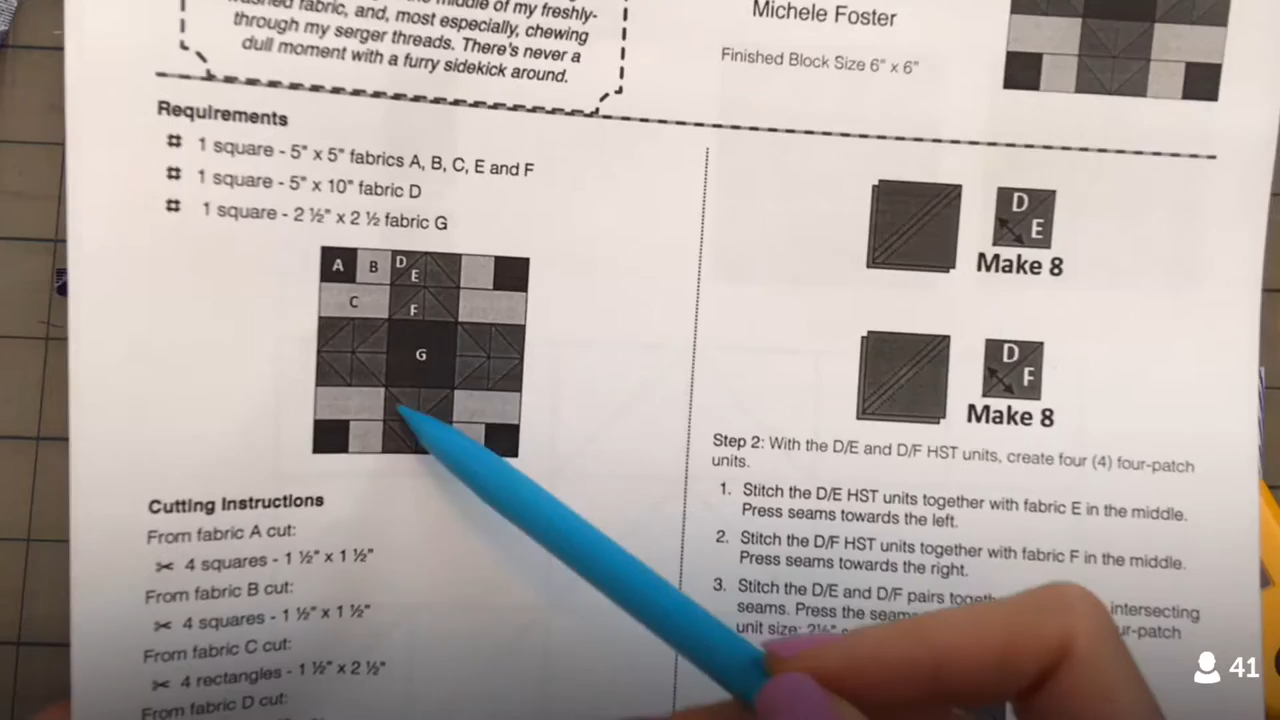 middle of my freshly-
fabric, and, most especially, chewing
through my serger threads. There's never a
dull moment with a furry sidekick around.
Michele Foster
Finished Block Size 6" x 6"
Requirements
# 1 square - 5" x 5" fabrics A, B, C, E and F
# 1 square - 5" x 10" fabric D
# 1 square - 2 ½" x 2 ½ fabric G
A B D
E
C F
G
Cutting Instructions
From fabric A cut:
4 squares - 1 ½" x 1 ½"
From fabric B cut:
4 squares - 1 ½" x 1 ½"
From fabric C cut:
4 rectangles - 1 ½" x 2 ½"
From fabric D cut:
D
E
Make 8
D
F
Make 8
Step 2: With the D/E and D/F HST units, create four (4) four-patch
units.
1. Stitch the D/E HST units together with fabric E in the middle.
Press seams towards the left.
2. Stitch the D/F HST units together with fabric F in the middle.
Press seams towards the right.
3. Stitch the D/E and D/F pairs intersecting
seams. Press the
unit size: 2½"
41